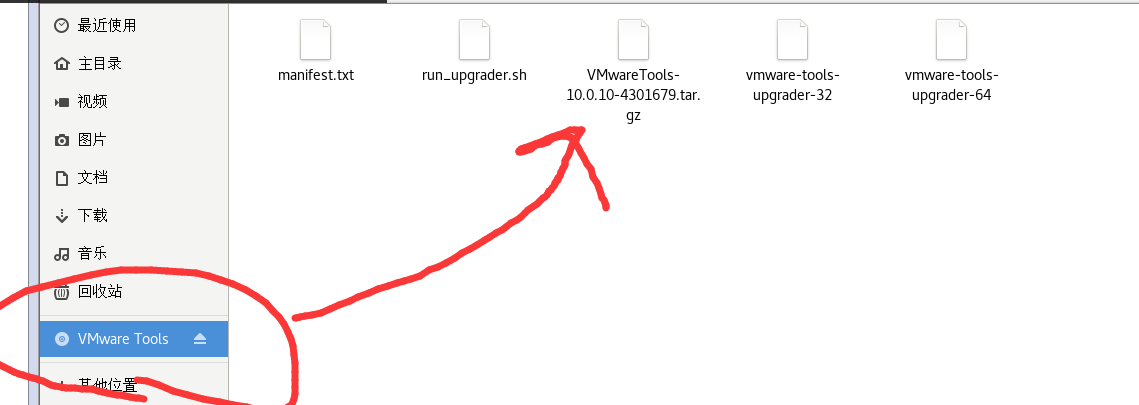 最近使用
主目录
视频
图片
文档
下载
音乐
回收站
VMware Tools
其他位置
manifest.txt
run_upgrader.sh
VMwareTools-
10.0.10-4301679.tar.
gz
vmware-tools-
upgrader-32
vmware-tools-
upgrader-64